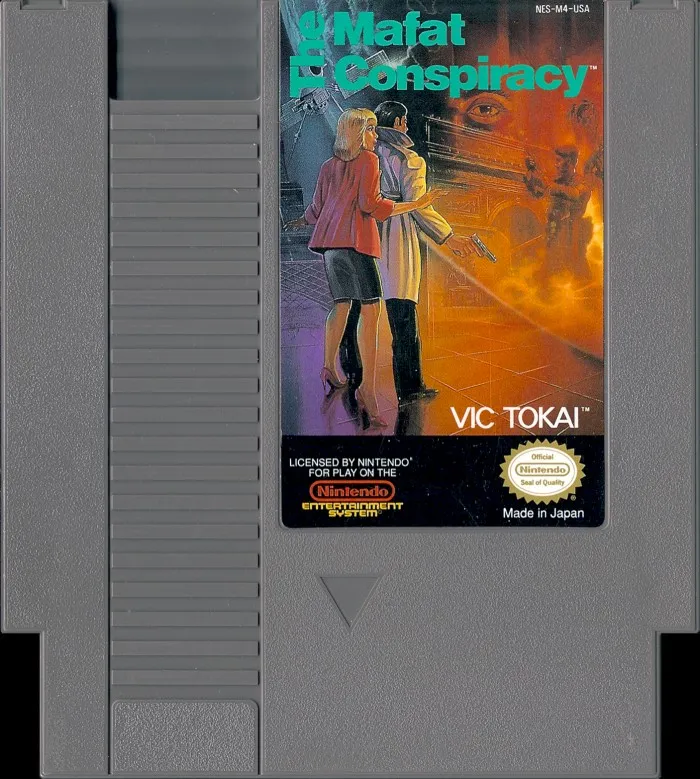 NES-M4-USA
The Mafat
Conspiracy™
VIC TOKAI™
LICENSED BY NINTENDO®
FOR PLAY ON THE
Nintendo
ENTERTAINMENT
SYSTEM®
Official
Nintendo
Seal of Quality
®
Made in Japan